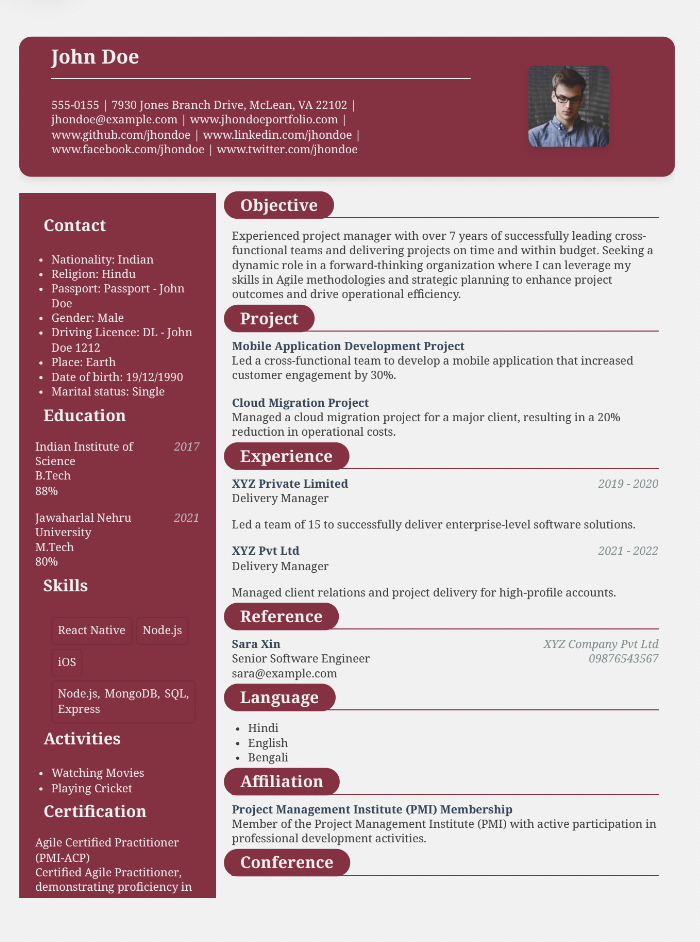 John Doe
555-0155 | 7930 Jones Branch Drive, McLean, VA 22102 |
jhondoe@example.com | www.jhondoeportfolio.com |
www.github.com/jhondoe | www.linkedin.com/jhondoe |
www.facebook.com/jhondoe | www.twitter.com/jhondoe
Contact
• Nationality: Indian
• Religion: Hindu
• Passport: Passport - John
Doe
• Gender: Male
• Driving Licence: DL - John
Doe 1212
• Place: Earth
• Date of birth: 19/12/1990
• Marital status: Single
Education
Indian Institute of 2017
Science
B.Tech
88%
Jawaharlal Nehru 2021
University
M.Tech
80%
Skills
React Native Node.js
iOS
Node.js, MongoDB, SQL,
Express
Activities
• Watching Movies
• Playing Cricket
Certification
Agile Certified Practitioner
(PMI-ACP)
Certified Agile Practitioner,
demonstrating proficiency in
Objective
Experienced project manager with over 7 years of successfully leading cross-
functional teams and delivering projects on time and within budget. Seeking a
dynamic role in a forward-thinking organization where I can leverage my
skills in Agile methodologies and strategic planning to enhance project
outcomes and drive operational efficiency.
Project
Mobile Application Development Project
Led a cross-functional team to develop a mobile application that increased
customer engagement by 30%.
Cloud Migration Project
Managed a cloud migration project for a major client, resulting in a 20%
reduction in operational costs.
Experience
XYZ Private Limited 2019 - 2020
Delivery Manager
Led a team of 15 to successfully deliver enterprise-level software solutions.
XYZ Pvt Ltd 2021 - 2022
Delivery Manager
Managed client relations and project delivery for high-profile accounts.
Reference
Sara Xin XYZ Company Pvt Ltd
Senior Software Engineer 09876543567
sara@example.com
Language
• Hindi
• English
• Bengali
Affiliation
Project Management Institute (PMI) Membership
Member of the Project Management Institute (PMI) with active participation in
professional development activities.
Conference